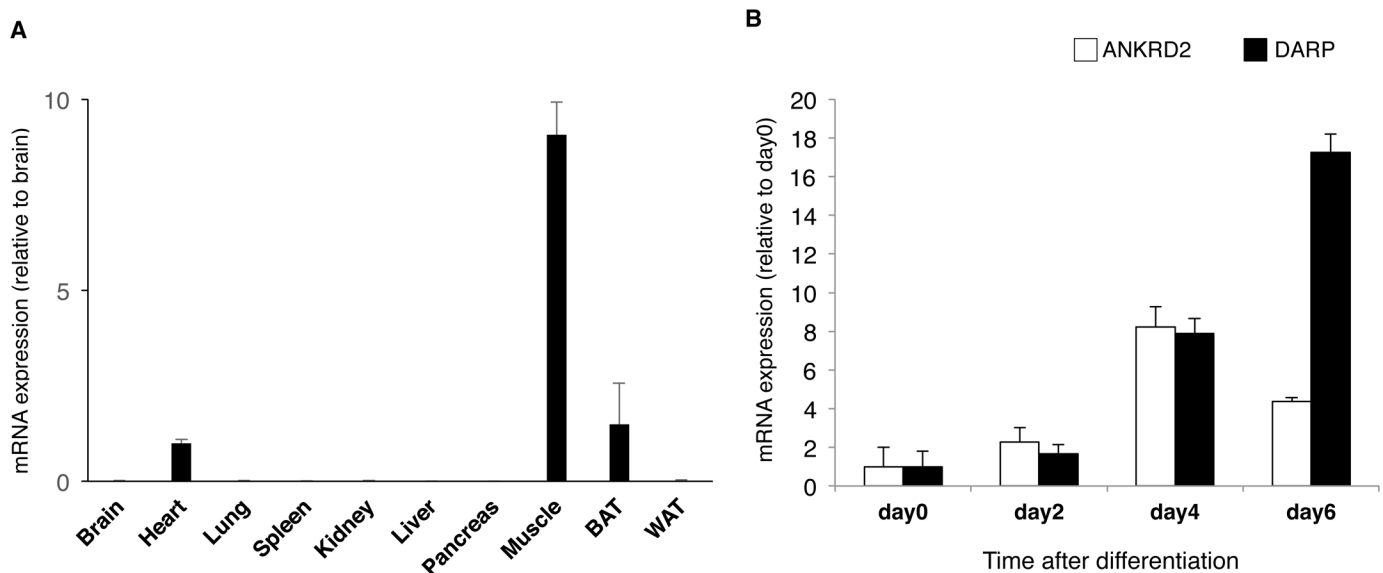 A
mRNA expression (relative to brain)
10
5
0
Brain
Heart
Lung
Spleen
Kidney
Liver
Pancreas
Muscle
BAT
WAT
B
ANKRD2 DARP
mRNA expression (relative to day0)
20
18
16
14
12
10
8
6
4
2
0
day0 day2 day4 day6
Time after differentiation